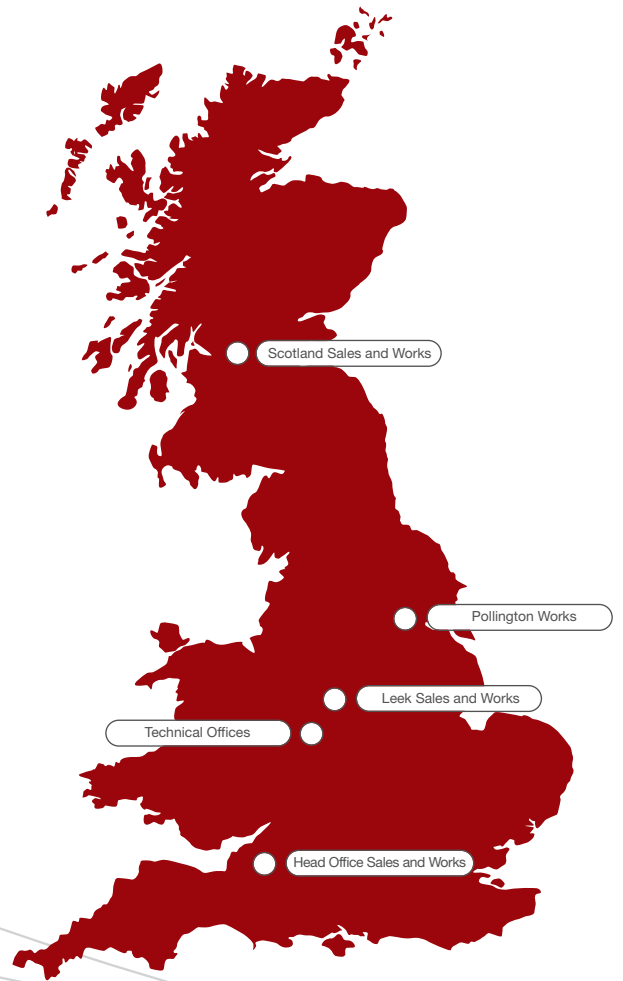 Scotland Sales and Works
Pollington Works
Leek Sales and Works
Technical Offices
Head Office Sales and Works